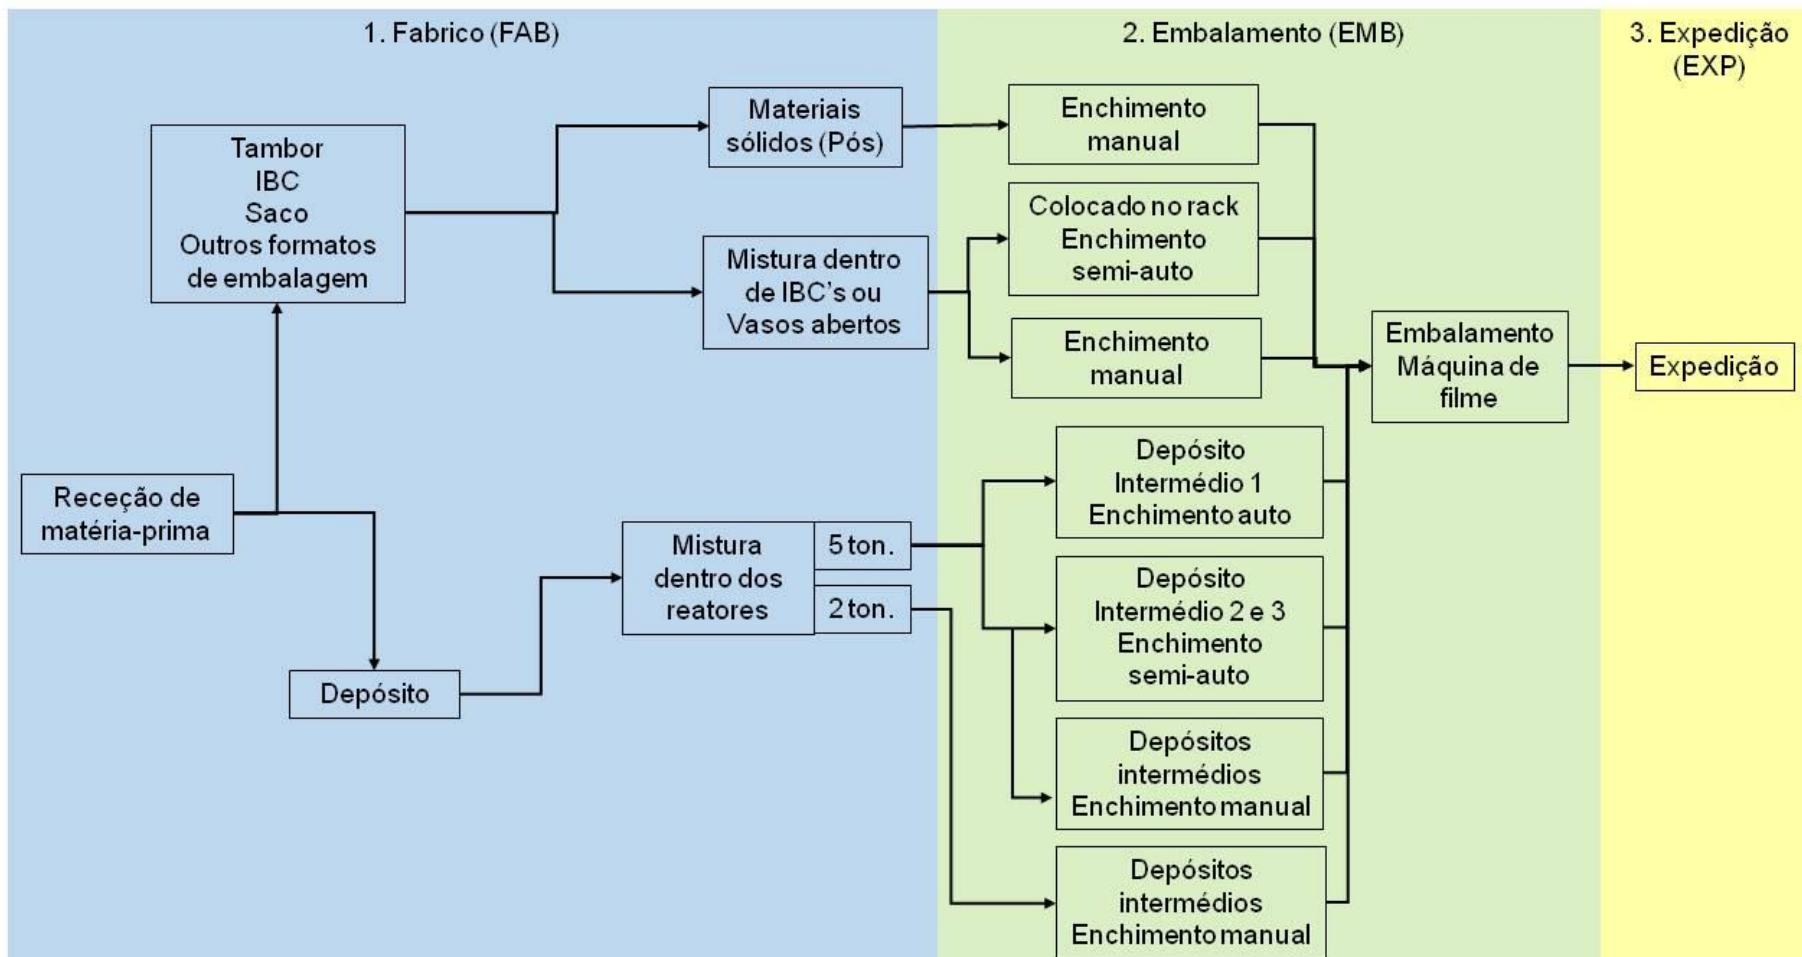 1. Fabrico (FAB)
2. Embalamento (EMB)
3. Expedição
(EXP)
Tambor
IBC
Saco
Outros formatos
de embalagem
Materiais
sólidos (Pós)
Enchimento
manual
Mistura dentro
de IBC's ou
Vasos abertos
Colocado no rack
Enchimento
semi-auto
Enchimento
manual
Embalamento
Máquina de
filme
Expedição
Receção de
matéria-prima
Depósito
Mistura
dentro dos
reatores
5 ton.
2 ton.
Depósito
Intermédio 1
Enchimento auto
Depósito
Intermédio 2 e 3
Enchimento
semi-auto
Depósitos
intermédios
Enchimento manual
Depósitos
intermédios
Enchimento manual